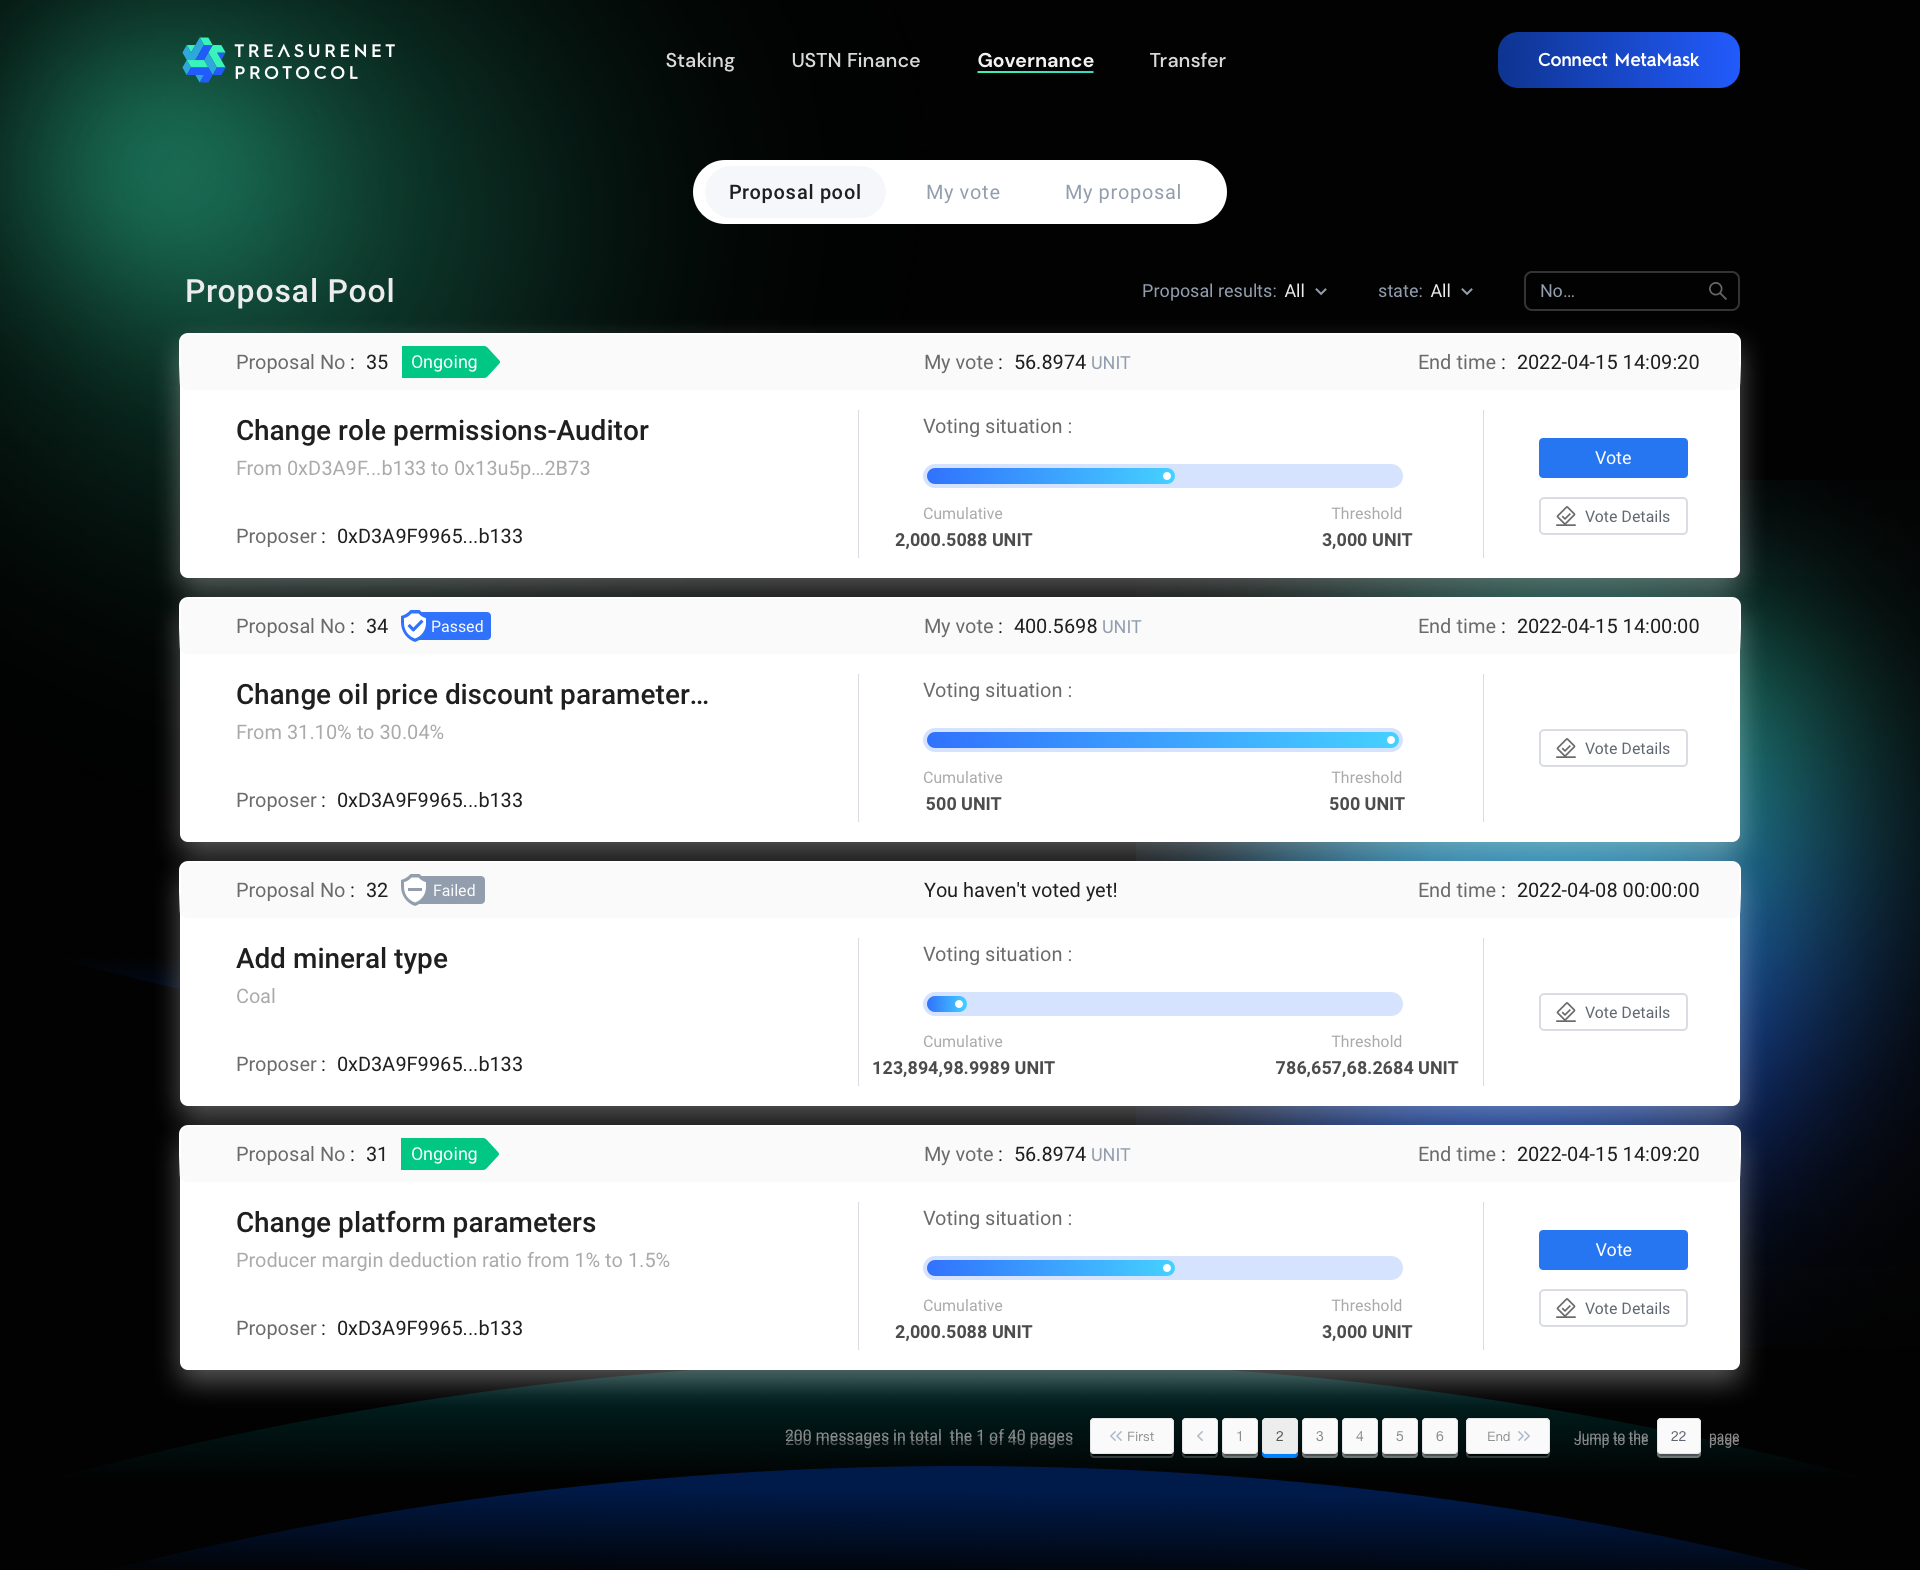 TREASURENET
PROTOCOL
Staking
USTN Finance
Governance
Transfer
Connect MetaMask
Proposal pool
My vote
My proposal
Proposal Pool
Proposal results: All
state: All
No...
Proposal No : 35 Ongoing
My vote : 56.8974 UNIT
End time : 2022-04-15 14:09:20
Change role permissions-Auditor
From 0xD3A9F...b133 to 0x13u5p...2B73
Proposer : 0xD3A9F9965...b133
Voting situation :
Cumulative
2,000.5088 UNIT
Threshold
3,000 UNIT
Vote
Vote Details
Proposal No : 34 Passed
My vote : 400.5698 UNIT
End time : 2022-04-15 14:00:00
Change oil price discount parameter...
From 31.10% to 30.04%
Proposer : 0xD3A9F9965...b133
Voting situation :
Cumulative
500 UNIT
Threshold
500 UNIT
Vote Details
Proposal No : 32 Failed
You haven't voted yet!
End time : 2022-04-08 00:00:00
Add mineral type
Coal
Proposer : 0xD3A9F9965...b133
Voting situation :
Cumulative
123,894,98.9989 UNIT
Threshold
786,657,68.2684 UNIT
Vote Details
Proposal No : 31 Ongoing
My vote : 56.8974 UNIT
End time : 2022-04-15 14:09:20
Change platform parameters
Producer margin deduction ratio from 1% to 1.5%
Proposer : 0xD3A9F9965...b133
Voting situation :
Cumulative
2,000.5088 UNIT
Threshold
3,000 UNIT
Vote
Vote Details
200 messages in total the 1 of 40 pages
« First < 1 2 3 4 5 6 End »
Jump to the 22 page